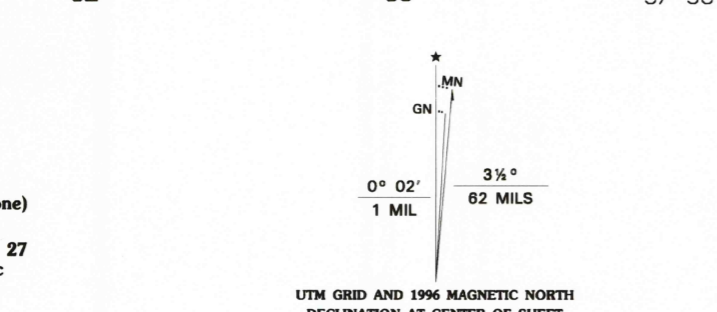 MN
GN
0° 02′
1 MIL
3½°
62 MILS
27
UTM GRID AND 1996 MAGNETIC NORTH
DECLINATION AT CENTER OF SHEET